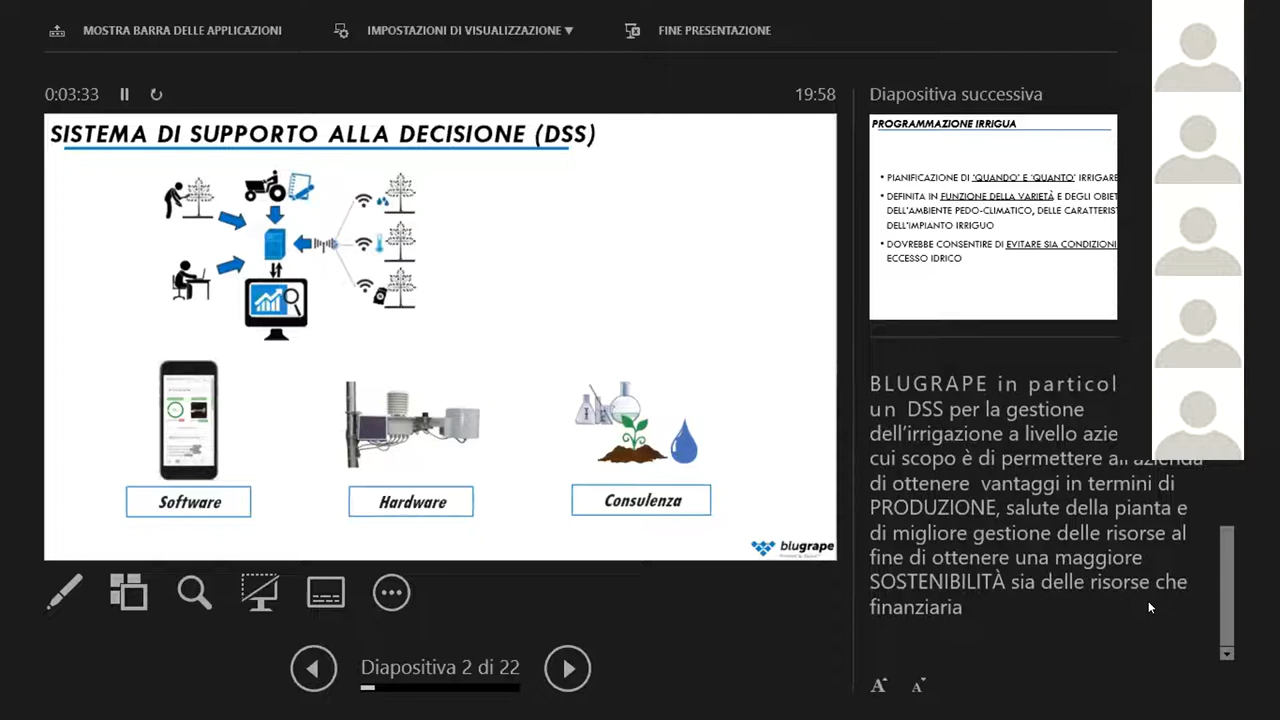 MOSTRA BARRA DELLE APPLICAZIONI
IMPOSTAZIONI DI VISUALIZZAZIONE ▼
FINE PRESENTAZIONE
0:03:33
19:58
Diapositiva successiva
SISTEMA DI SUPPORTO ALLA DECISIONE (DSS)
Software
Hardware
Consulenza
blugrape
PROGRAMMAZIONE IRRIGUA
• PIANIFICAZIONE DI 'QUANDO' E 'QUANTO' IRRIGARE
• DEFINITA IN FUNZIONE DELLA VARIETÀ E DEGLI OBIET
DELL'AMBIENTE PEDO-CLIMATICO, DELLE CARATTERIST
DELL'IMPIANTO IRRIGUO
• DOVREBBE CONSENTIRE DI EVITARE SIA CONDIZIONI
ECCESSO IDRICO
BLUGRAPE in particol
un DSS per la gestione
dell'irrigazione a livello azie
cui scopo è di permettere all'azienda
di ottenere vantaggi in termini di
PRODUZIONE, salute della pianta e
di migliore gestione delle risorse al
fine di ottenere una maggiore
SOSTENIBILITÀ sia delle risorse che
finanziaria
Diapositiva 2 di 22
A A